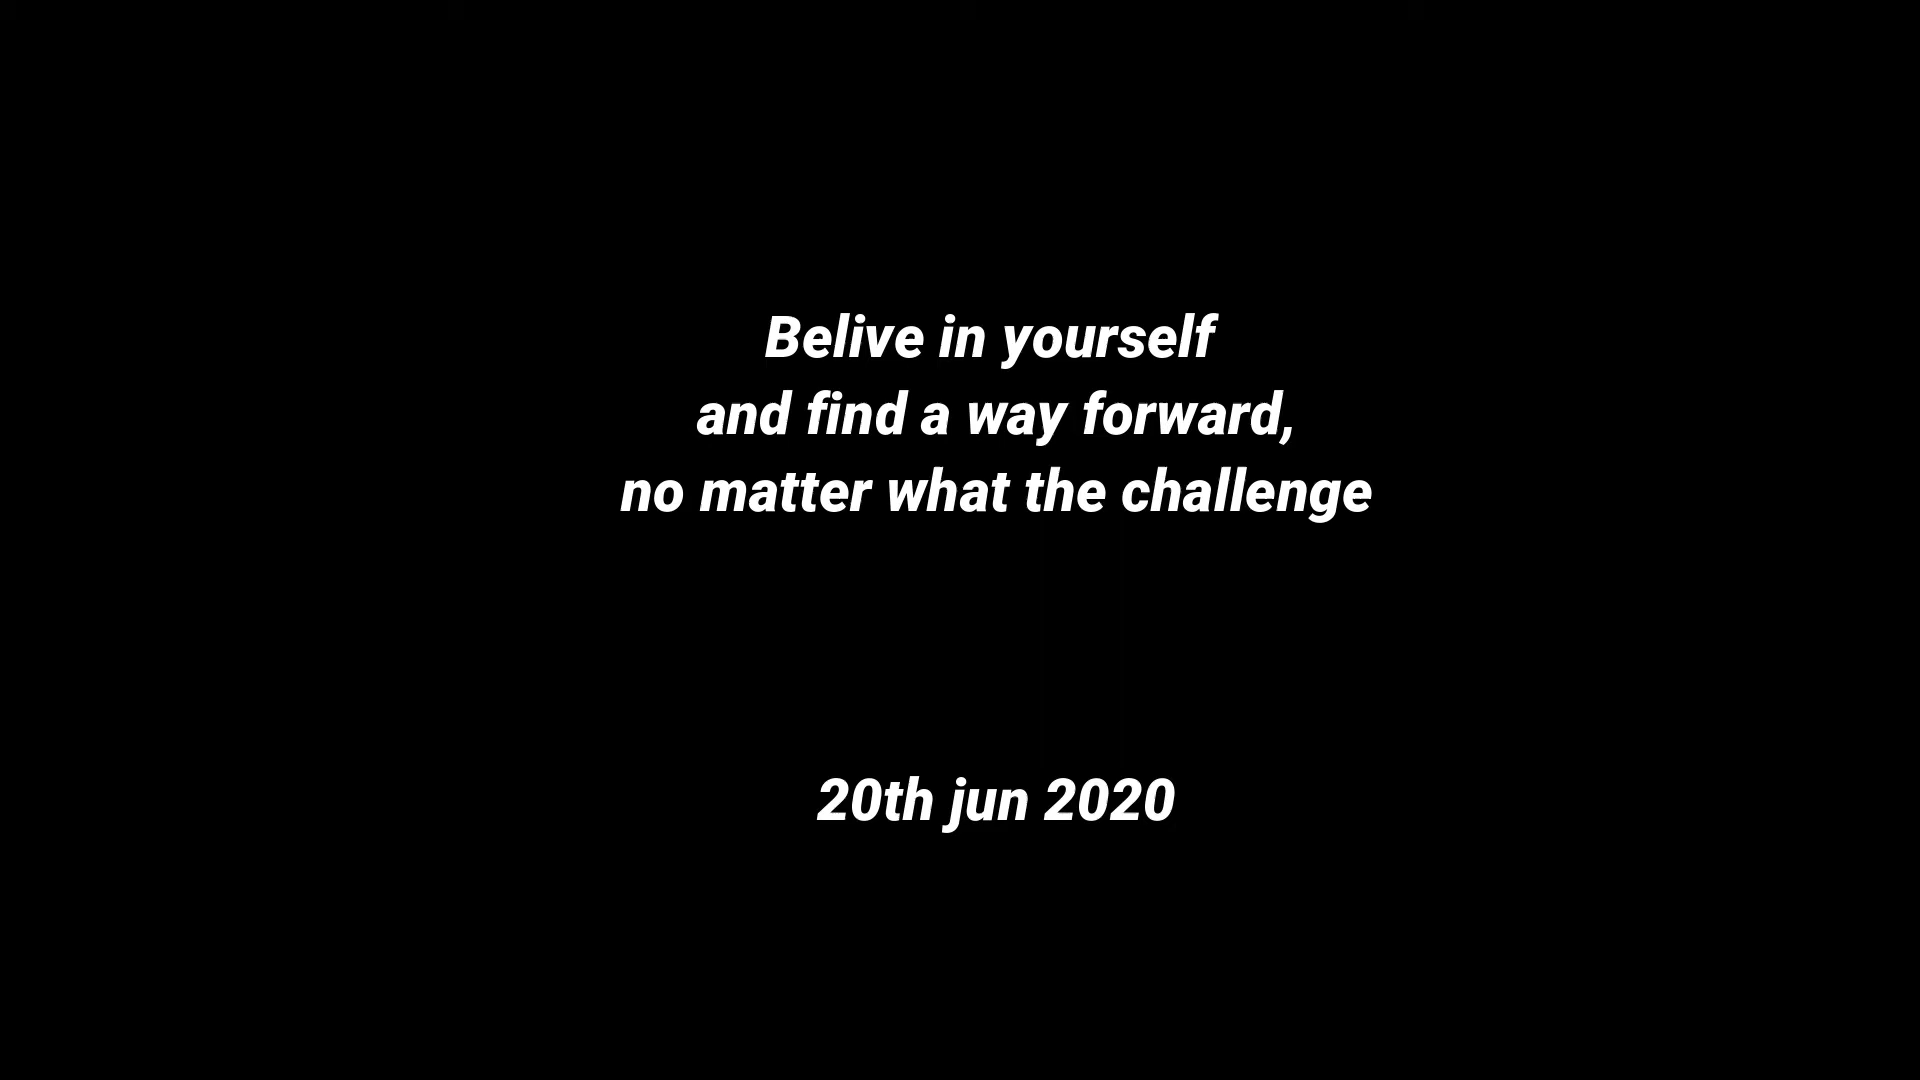 Belive in yourself
and find a way forward,
no matter what the challenge
20th jun 2020